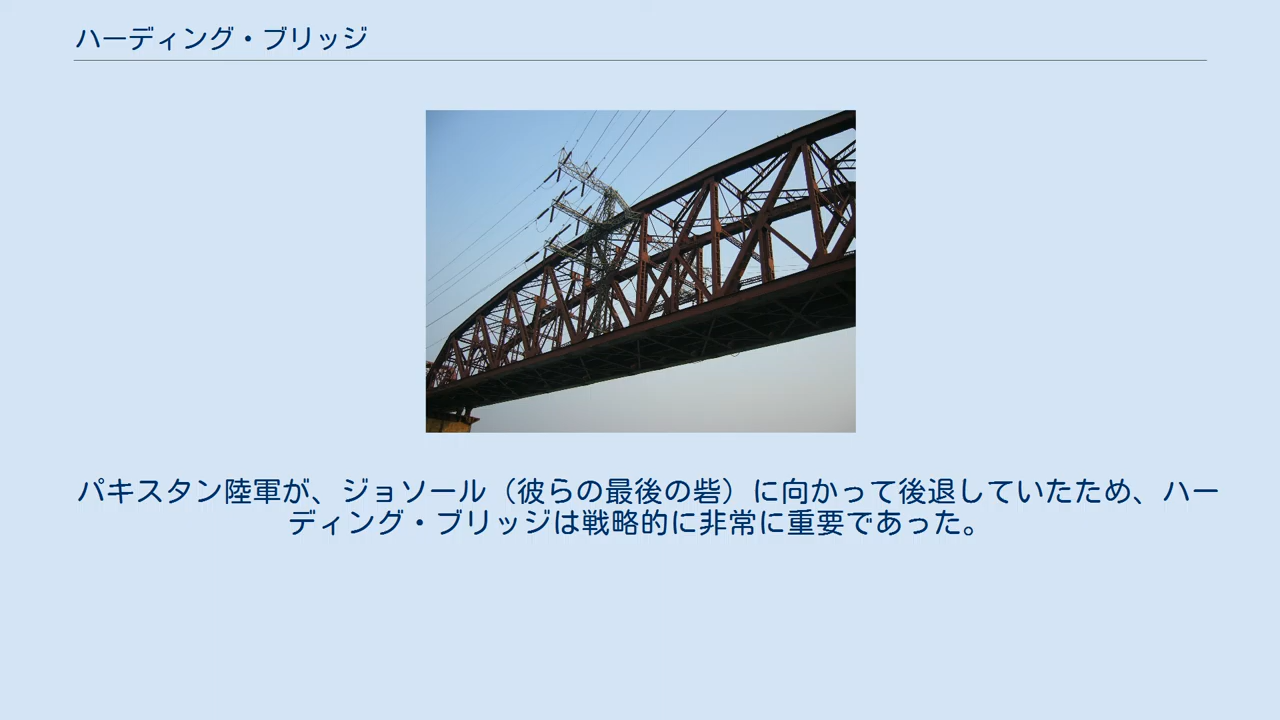 ハーディング・ブリッジ
パキスタン陸軍が、ジョソール（彼らの最後の砦）に向かって後退していたため、ハー
ディング・ブリッジは戦略的に非常に重要であった。